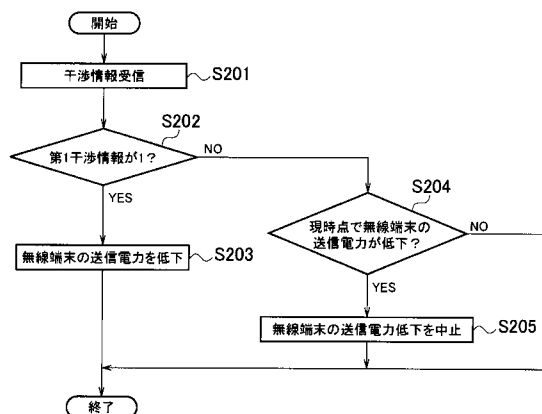 開始
干渉情報受信
S201
S202
第1干渉情報が1?
NO
YES
S204
現時点で無線端末の
送信電力が低下?
NO
無線端末の送信電力を低下
S203
YES
無線端末の送信電力低下を中止
S205
終了